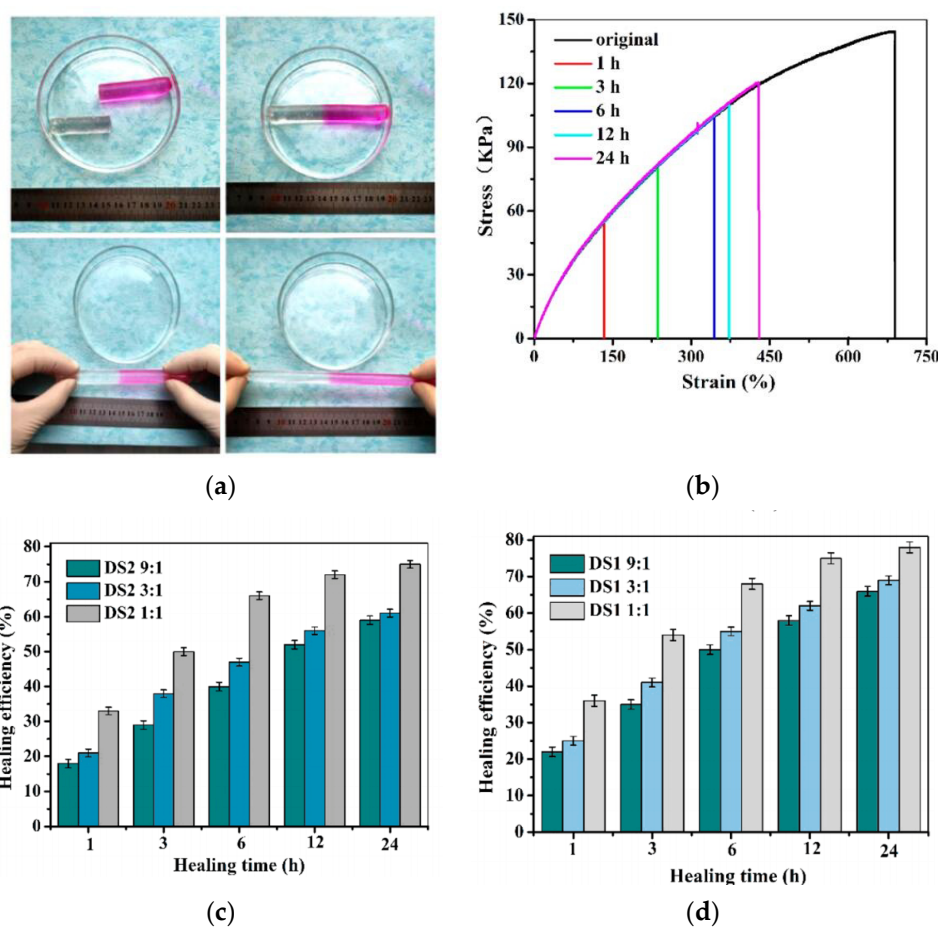 (a)
150
120
90
60
30
0
Stress (KPa)
original
1 h
3 h
6 h
12 h
24 h
0 150 300 450 600 750
Strain (%)
(b)
80
70
60
50
40
30
20
10
0
Healing efficiency (%)
DS2 9:1
DS2 3:1
DS2 1:1
1 3 6 12 24
Healing time (h)
(c)
80
70
60
50
40
30
20
10
0
Healing efficiency (%)
DS1 9:1
DS1 3:1
DS1 1:1
1 3 6 12 24
Healing time (h)
(d)